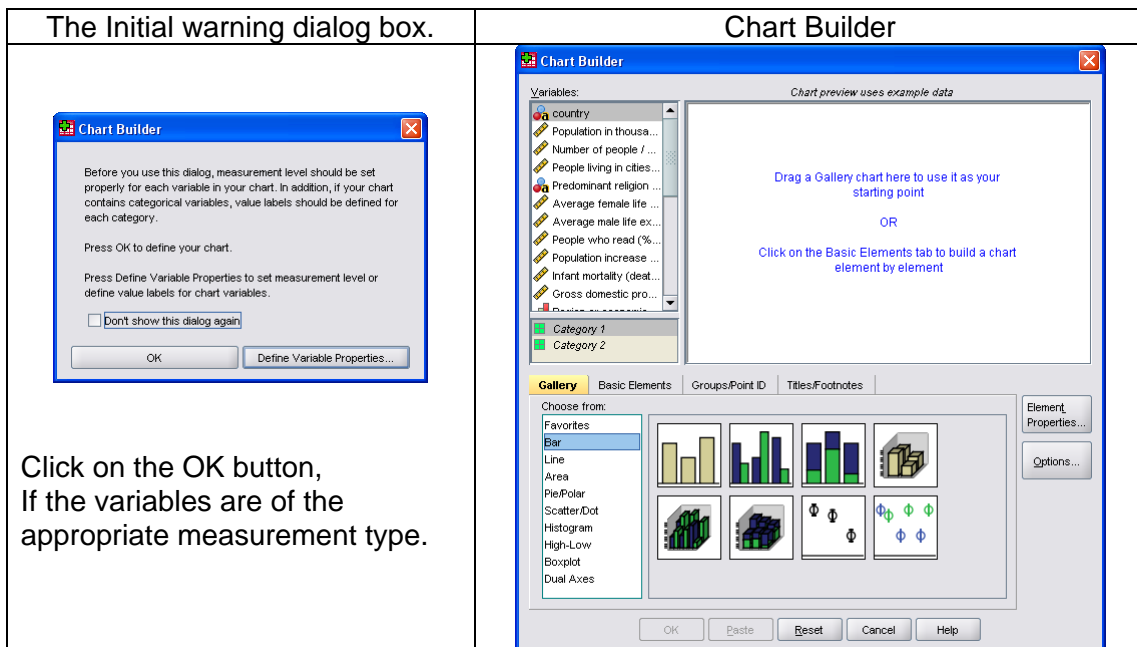 The Initial warning dialog box.
Chart Builder
Chart Builder
Before you use this dialog, measurement level should be set
properly for each variable in your chart. In addition, if your chart
contains categorical variables, value labels should be defined for
each category.
Press OK to define your chart.
Press Define Variable Properties to set measurement level or
define value labels for chart variables.
Don't show this dialog again
OK
Define Variable Properties...
Click on the OK button,
If the variables are of the
appropriate measurement type.
Chart Builder
Variables:
Chart preview uses example data
country
Population in thousa...
Number of people / ...
People living in cities...
Predominant religion ...
Average female life ...
Average male life ex...
People who read (%...
Population increase ...
Infant mortality (deat...
Gross domestic pro...
Category 1
Category 2
Drag a Gallery chart here to use it as your
starting point
OR
Click on the Basic Elements tab to build a chart
element by element
Gallery
Basic Elements
Groups/Point ID
Titles/Footnotes
Choose from:
Favorites
Bar
Line
Area
Pie/Polar
Scatter/Dot
Histogram
High-Low
Boxplot
Dual Axes
Element
Properties...
Options...
OK
Paste
Reset
Cancel
Help